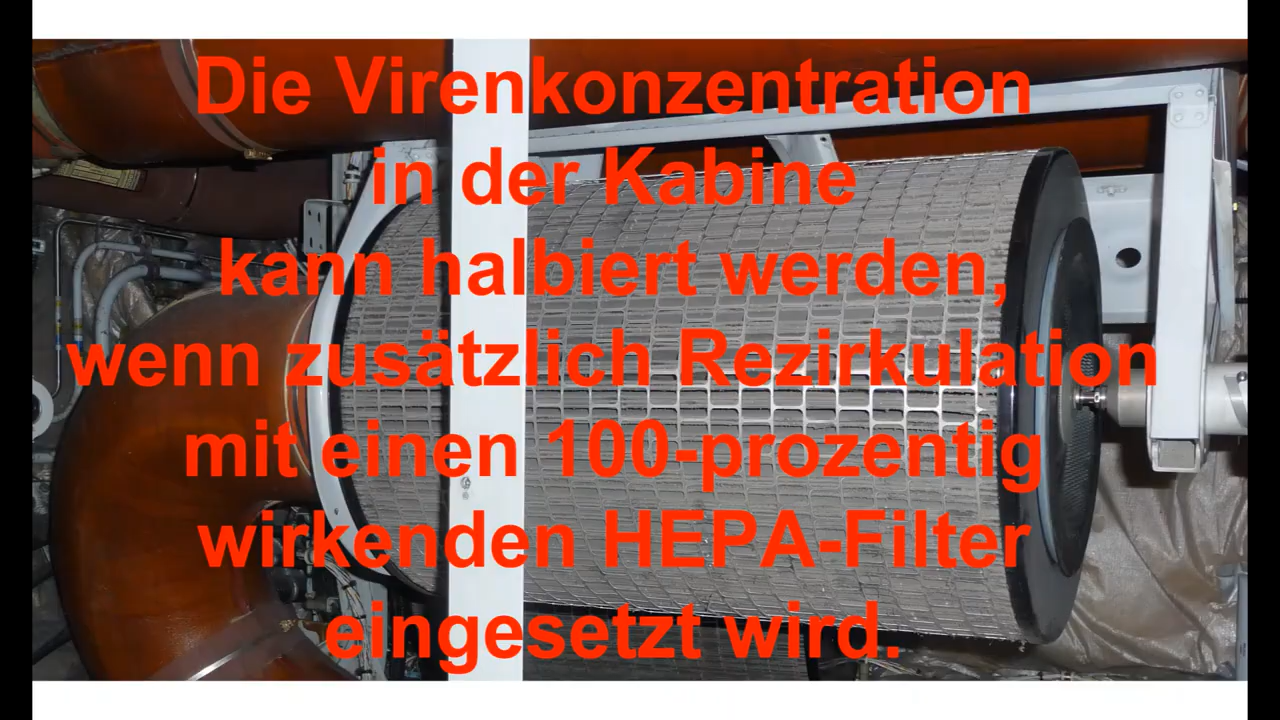 Die Virenkonzentration
in der Kabine
kann halbiert werden,
wenn zusätzlich Rezirkulation
mit einen 100-prozentig
wirkenden HEPA-Filter
eingesetzt wird.